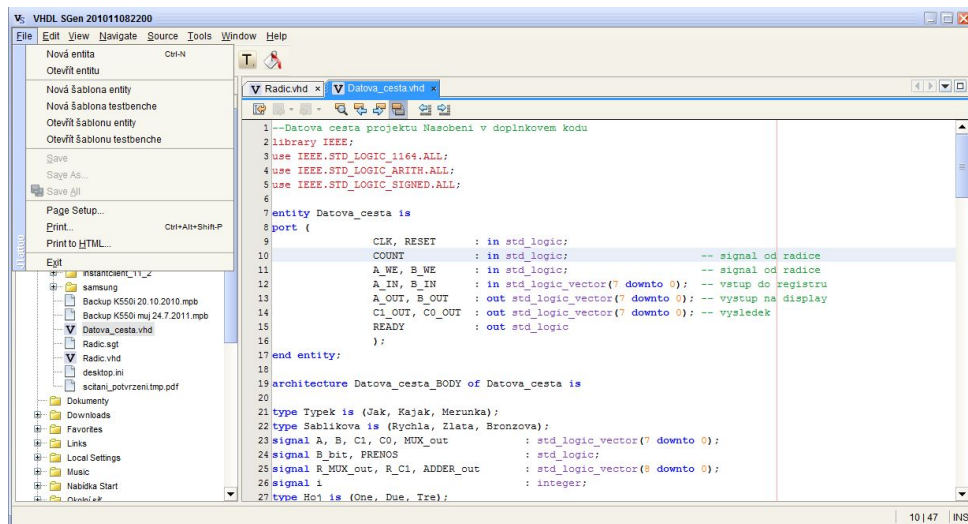 VS VHDL SGen 201011082200
File Edit View Navigate Source Tools Window Help
Nová entita Ctrl-N
Otevřít entitu
Nová šablona entity
Nová šablona testbenche
Otevřít šablonu entity
Otevřít šablonu testbenche
Save
Save As...
Save All
Page Setup...
Print... Ctrl+Alt+Shift-P
Print to HTML...
Exit
JTattoo
instantclient_11_2
samsung
Backup K550i 20.10.2010.mpb
Backup K550i muj 24.7.2011.mpb
Datova_cesta.vhd
Radic.sgt
Radic.vhd
desktop.ini
scitani_potvrzeni.tmp.pdf
Dokumenty
Downloads
Favorites
Links
Local Settings
Music
Nabídka Start
Okolní síť
T
V Radic.vhd × V Datova_cesta.vhd ×
1 --Datova cesta projektu Nasobeni v doplnkovem kodu
2 library IEEE;
3 use IEEE.STD_LOGIC_1164.ALL;
4 use IEEE.STD_LOGIC_ARITH.ALL;
5 use IEEE.STD_LOGIC_SIGNED.ALL;
6
7 entity Datova_cesta is
8 port (
9 CLK, RESET : in std_logic;
10 COUNT : in std_logic; -- signal od radice
11 A_WE, B_WE : in std_logic; -- signal od radice
12 A_IN, B_IN : in std_logic_vector(7 downto 0); -- vstup do registru
13 A_OUT, B_OUT : out std_logic_vector(7 downto 0); -- vystup na display
14 C1_OUT, C0_OUT : out std_logic_vector(7 downto 0); -- vysledek
15 READY : out std_logic
16 );
17 end entity;
18
19 architecture Datova_cesta_BODY of Datova_cesta is
20
21 type Typek is (Jak, Kajak, Merunka);
22 type Sablikova is (Rychla, Zlata, Bronzova);
23 signal A, B, C1, C0, MUX_out : std_logic_vector(7 downto 0);
24 signal B_bit, PRENOS : std_logic;
25 signal R_MUX_out, R_C1, ADDER_out : std_logic_vector(8 downto 0);
26 signal i : integer;
27 type Hoj is (One, Due, Tre);
10 | 47 INS